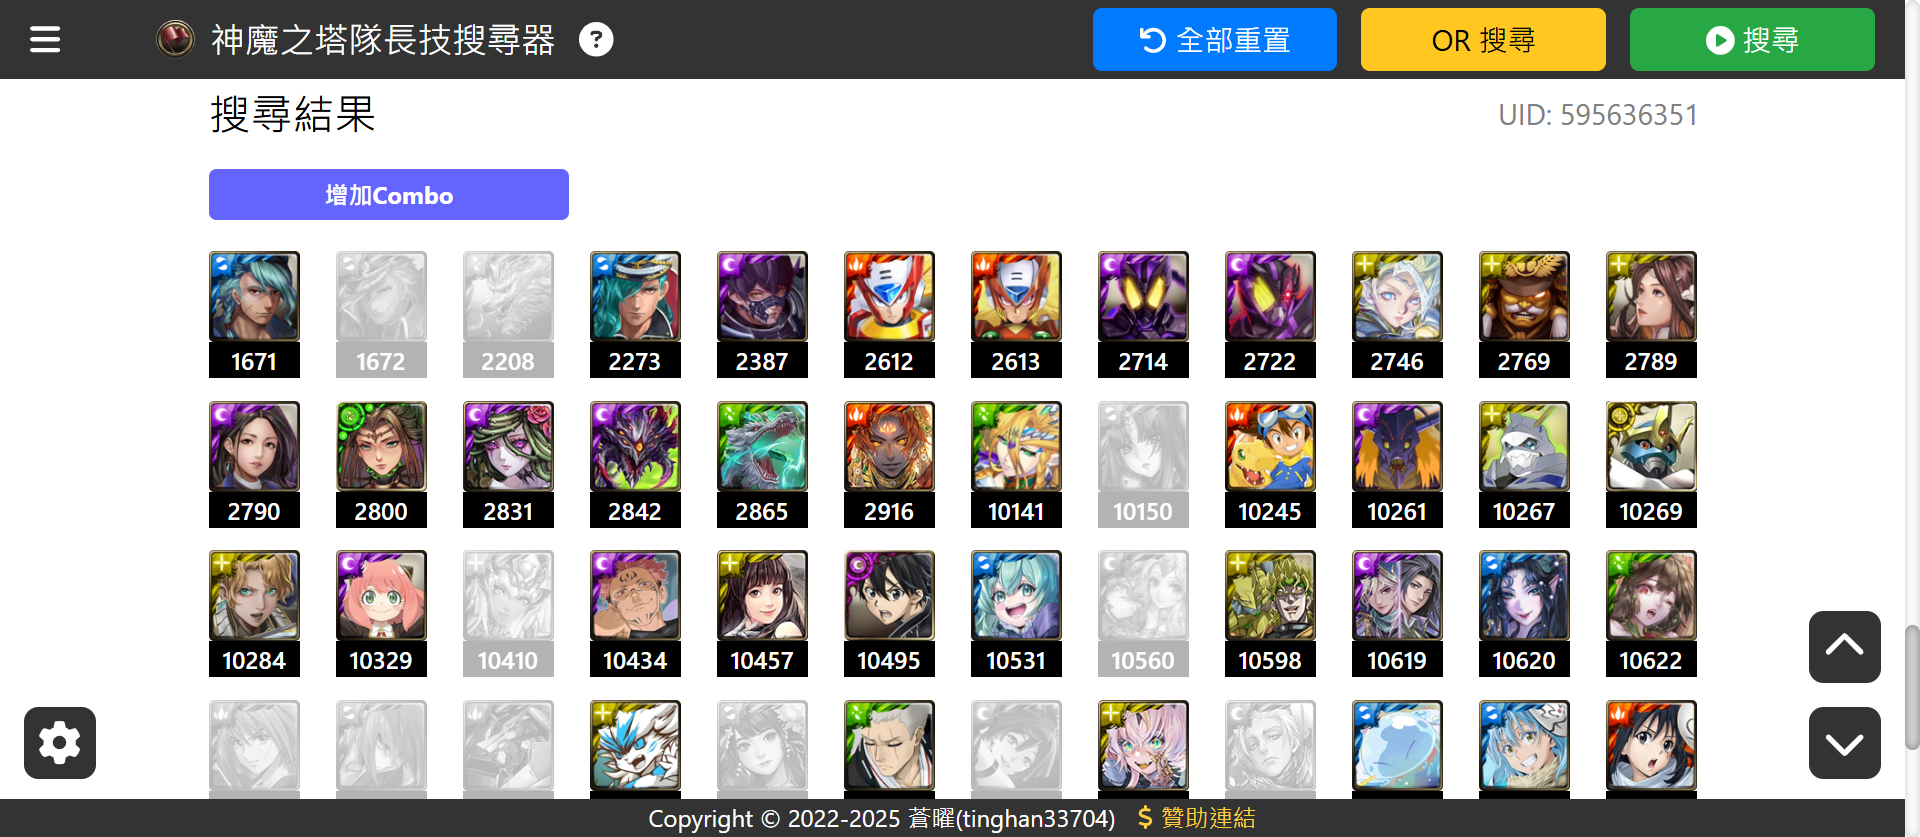 神魔之塔隊長技搜尋器 ?
全部重置
OR 搜尋
搜尋
搜尋結果
UID: 595636351
增加Combo
1671 1672 2208 2273 2387 2612 2613 2714 2722 2746 2769 2789
2790 2800 2831 2842 2865 2916 10141 10150 10245 10261 10267 10269
10284 10329 10410 10434 10457 10495 10531 10560 10598 10619 10620 10622
Copyright © 2022-2025 蒼曜(tinghan33704) $ 贊助連結